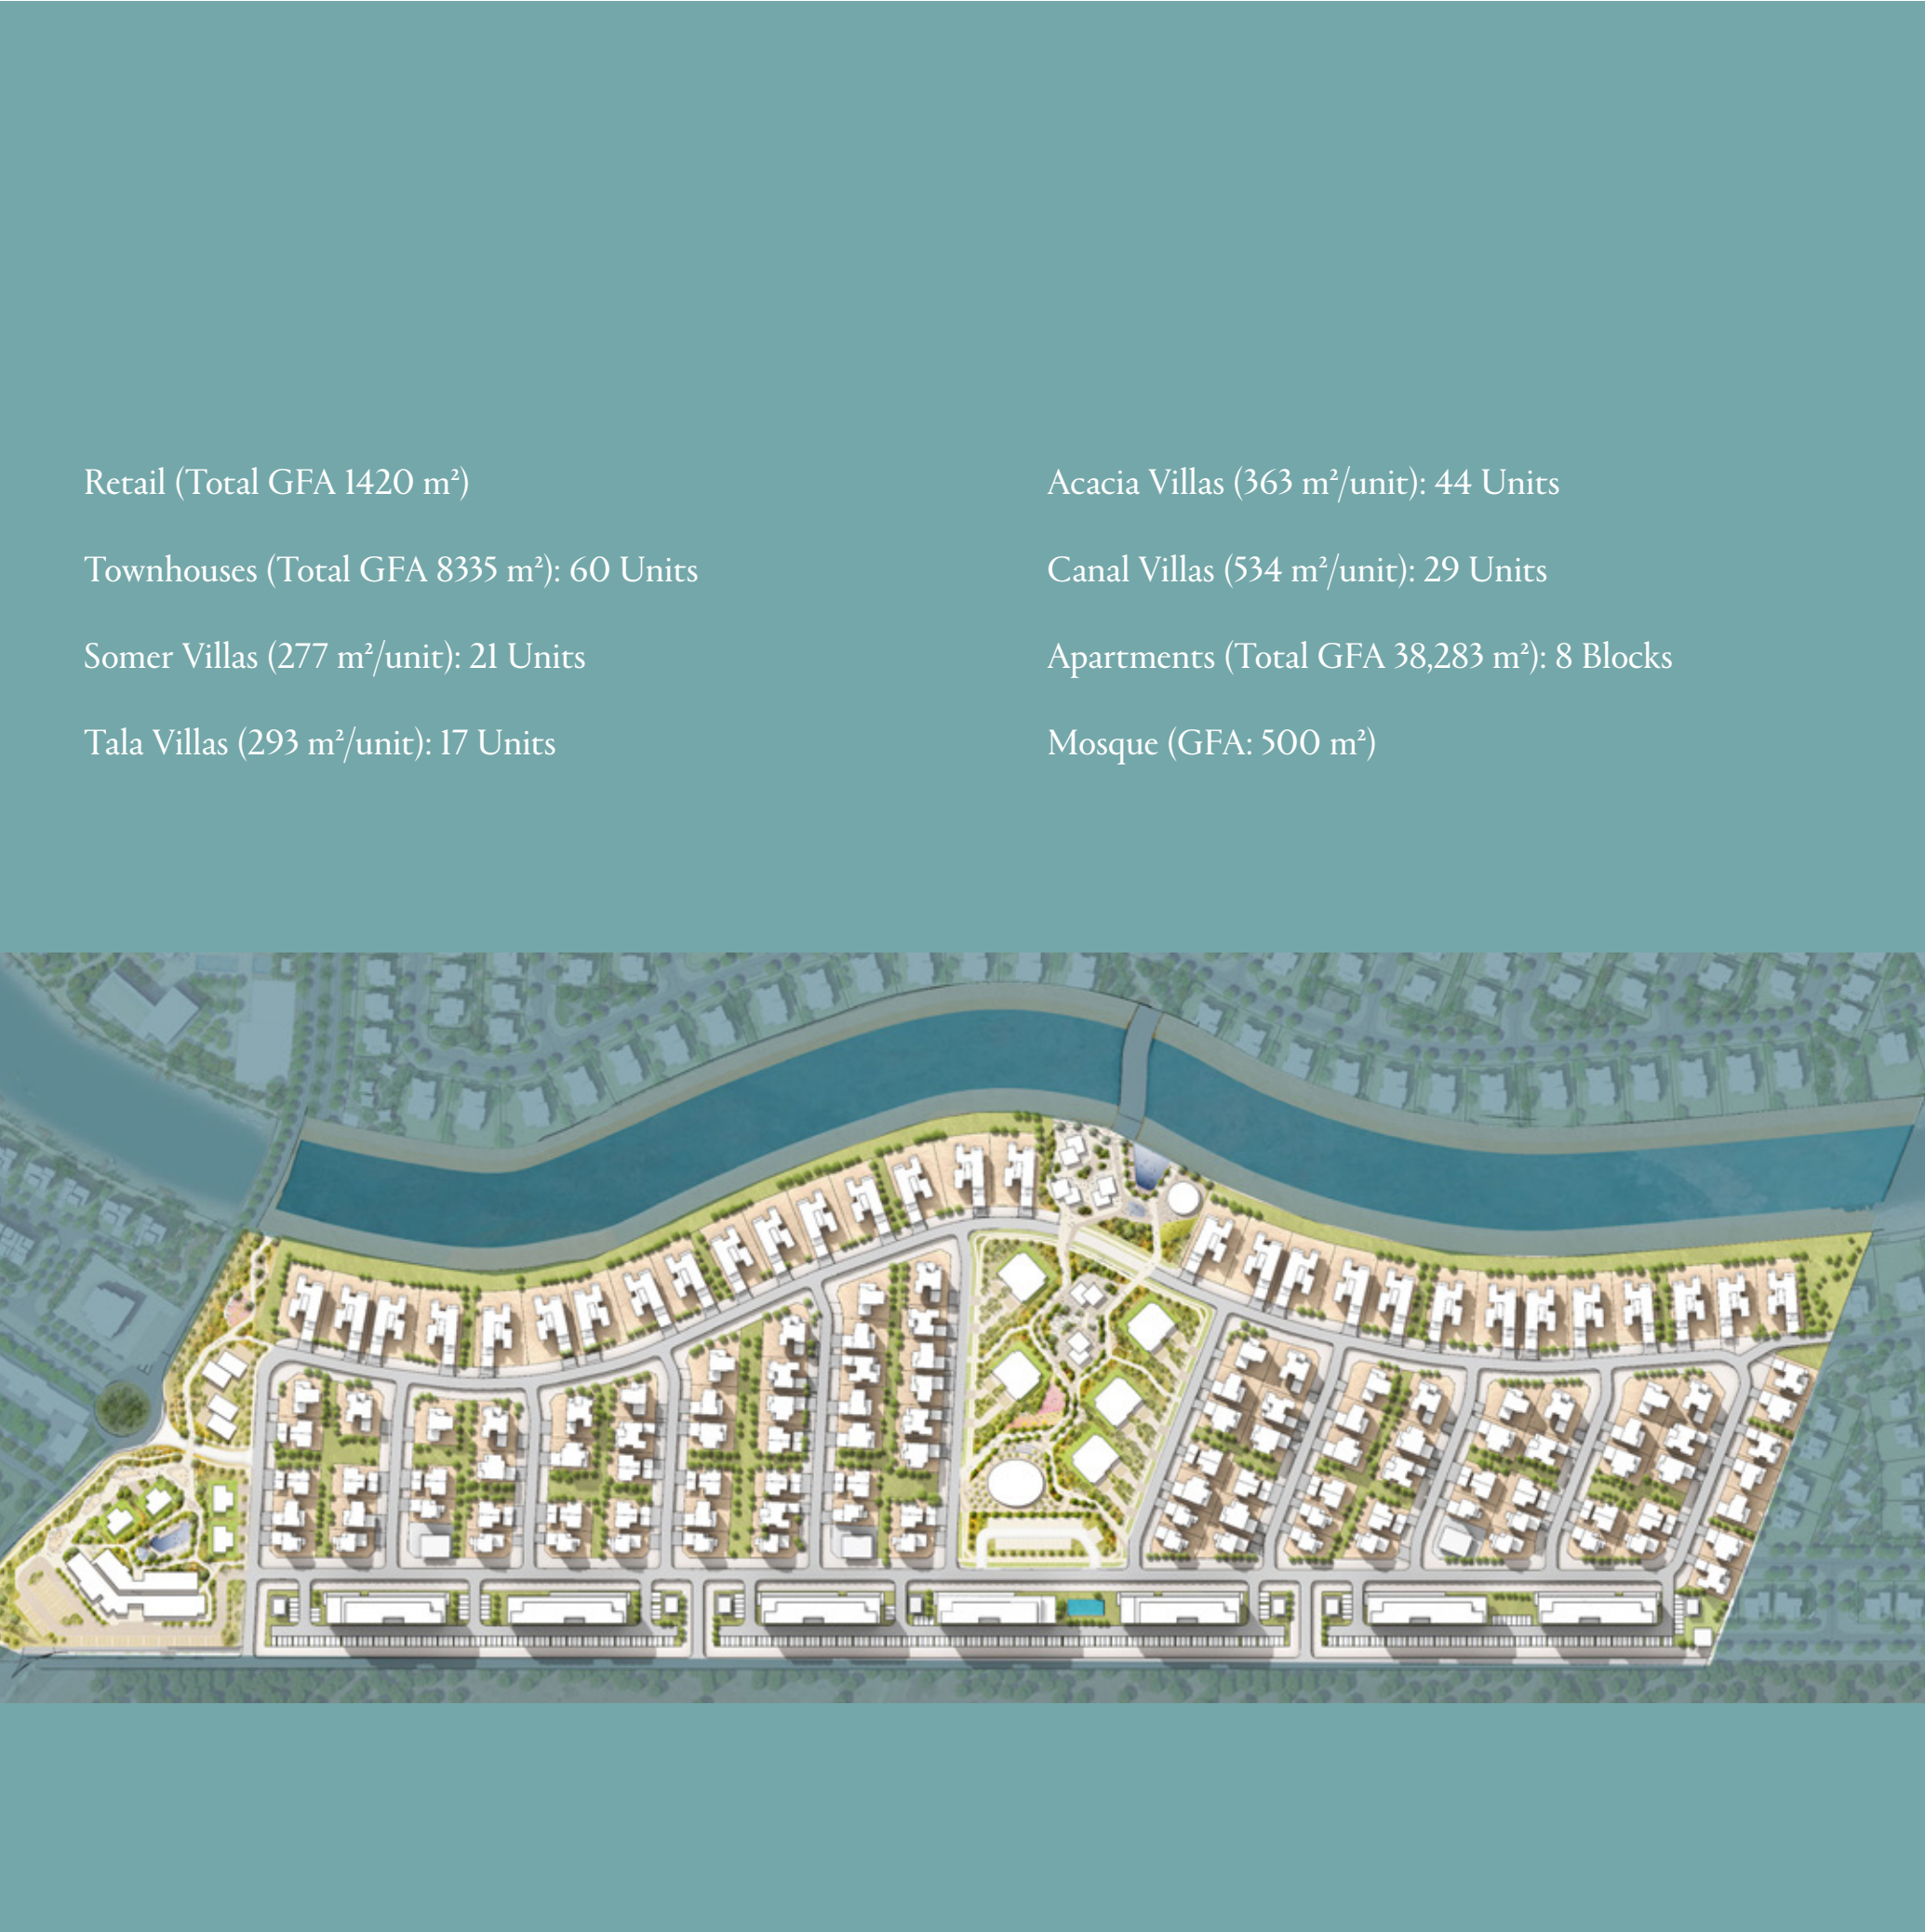 Retail (Total GFA 1420 m²)
Townhouses (Total GFA 8335 m²): 60 Units
Somer Villas (277 m²/unit): 21 Units
Tala Villas (293 m²/unit): 17 Units
Acacia Villas (363 m²/unit): 44 Units
Canal Villas (534 m²/unit): 29 Units
Apartments (Total GFA 38,283 m²): 8 Blocks
Mosque (GFA: 500 m²)